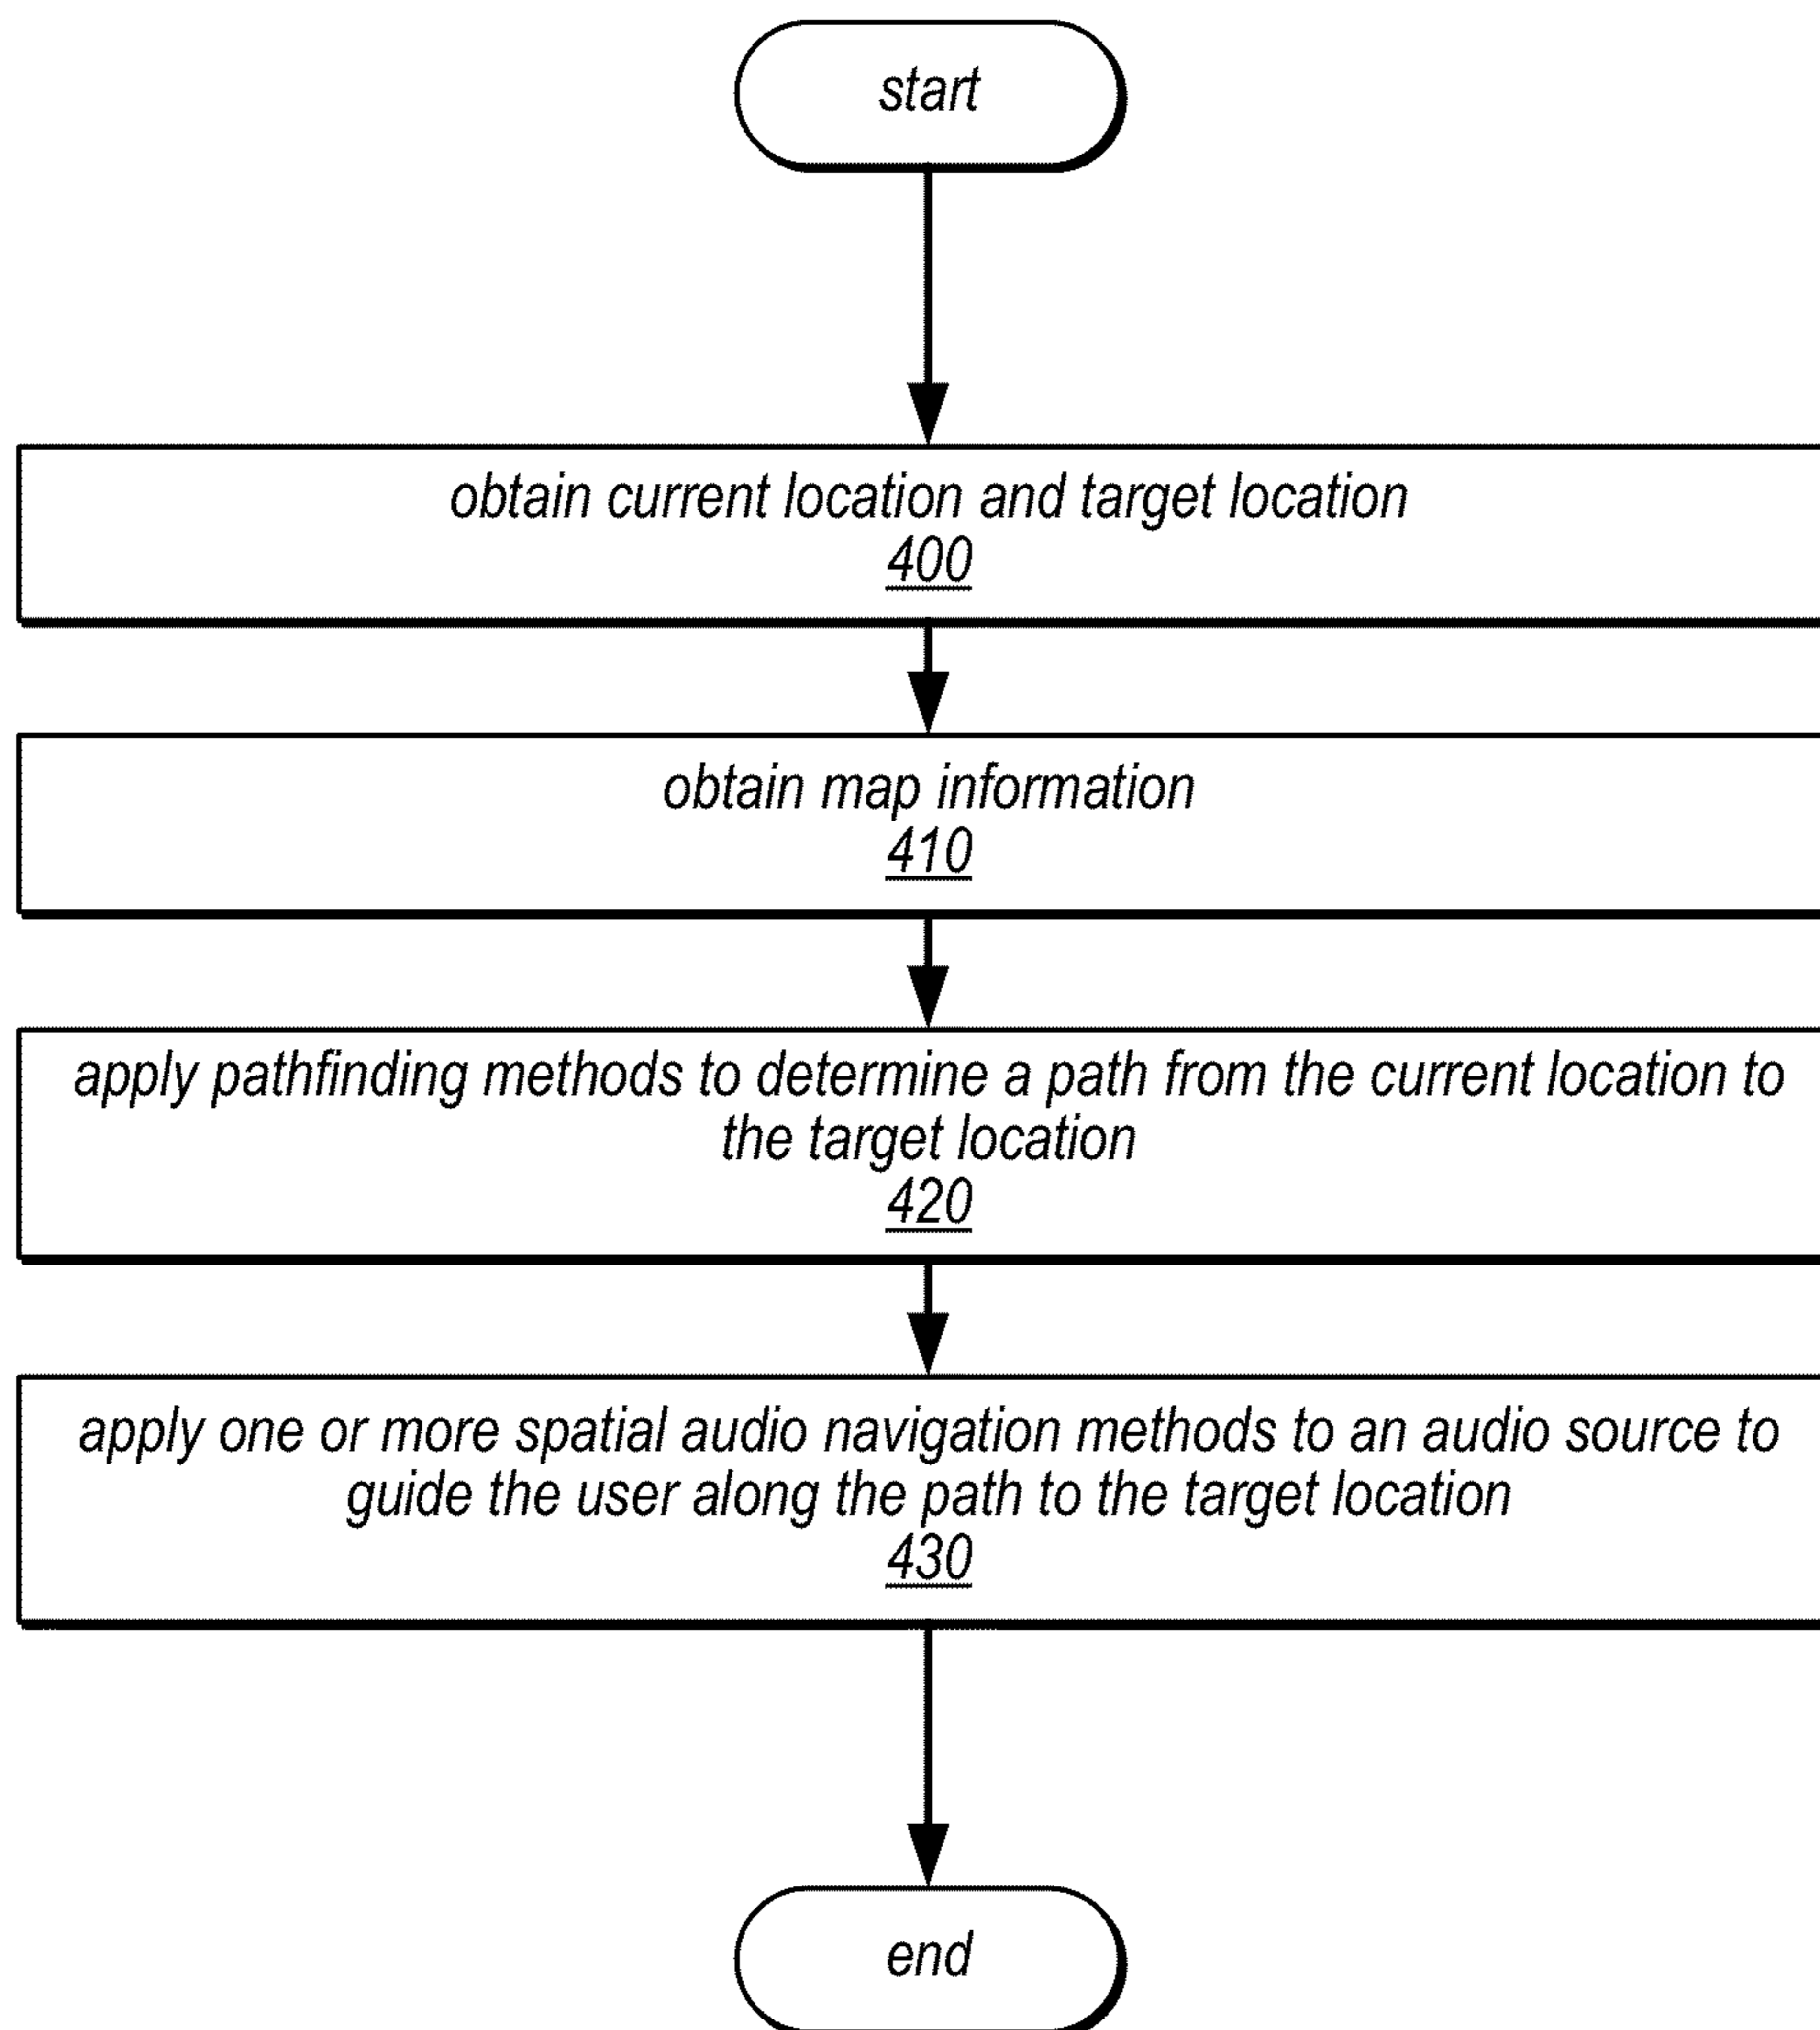 start
obtain current location and target location
400
obtain map information
410
apply pathfinding methods to determine a path from the current location to
the target location
420
apply one or more spatial audio navigation methods to an audio source to
guide the user along the path to the target location
430
end